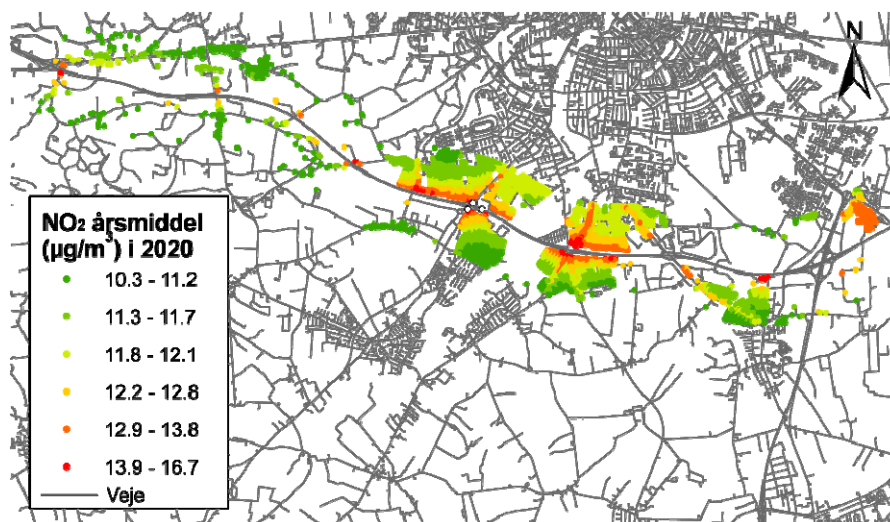 N
NO₂ årsmiddel
(µg/m³) i 2020
10.3 - 11.2
11.3 - 11.7
11.8 - 12.1
12.2 - 12.8
12.9 - 13.8
13.9 - 16.7
Veje